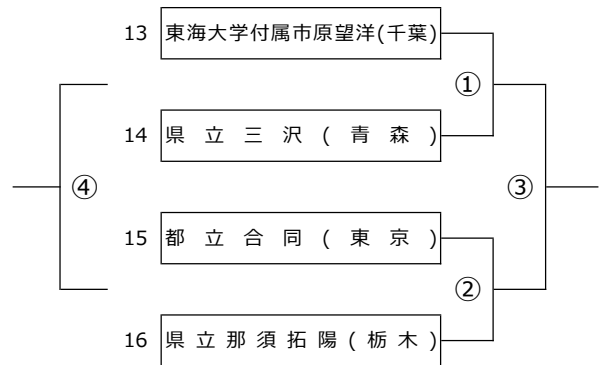 13 東海大学付属市原望洋(千葉)
①
14 県立三沢(青森)
④
③
15 都立合同(東京)
②
16 県立那須拓陽(栃木)